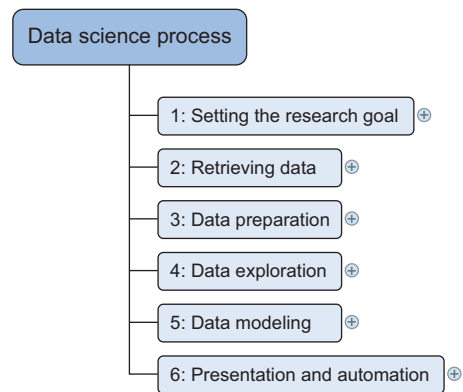 Data science process
1: Setting the research goal
2: Retrieving data
3: Data preparation
4: Data exploration
5: Data modeling
6: Presentation and automation